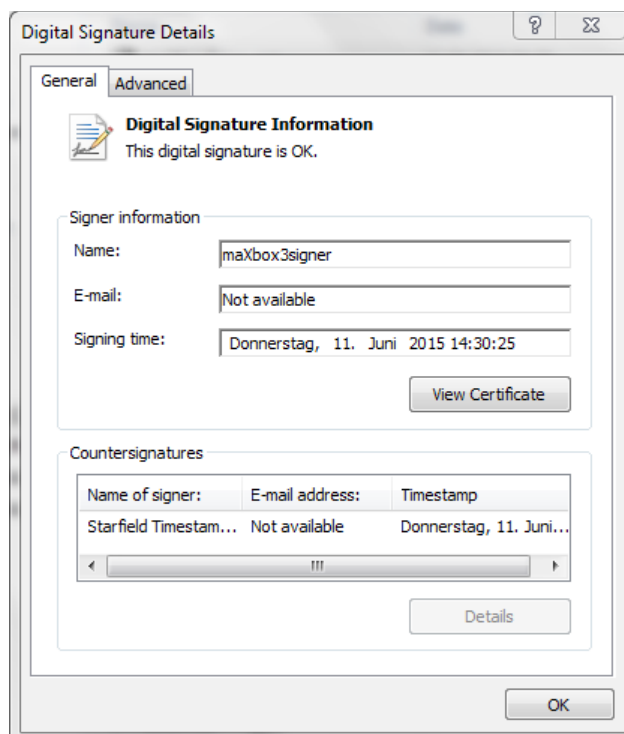 Digital Signature Details
General
Advanced
Digital Signature Information
This digital signature is OK.
Signer information
Name: maXbox3signer
E-mail: Not available
Signing time: Donnerstag, 11. Juni 2015 14:30:25
View Certificate
Countersignatures
Name of signer: E-mail address: Timestamp
Starfield Timestam... Not available Donnerstag, 11. Juni...
Details
OK